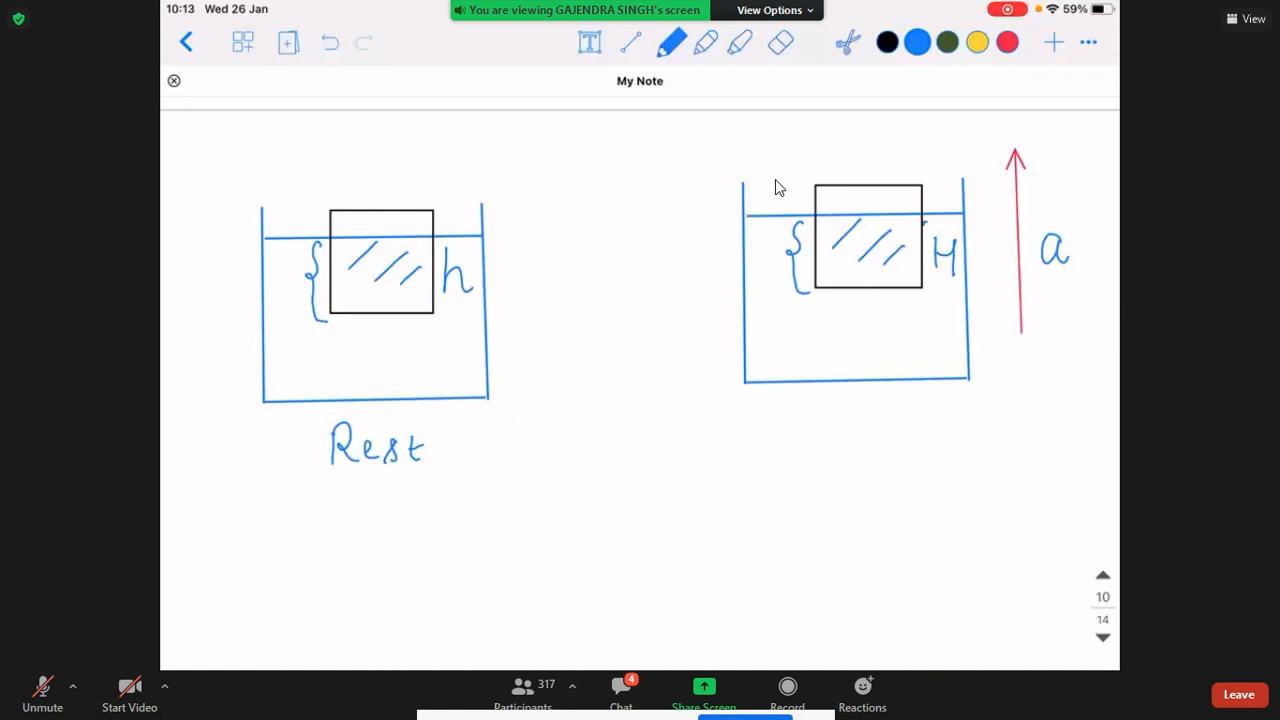 10:13 Wed 26 Jan
You are viewing GAJENDRA SINGH's screen
View Options
59%
View
My Note
h
H
a
Rest
10
14
Unmute
Start Video
317
Participants
4
Chat
Share Screen
Record
Reactions
Leave